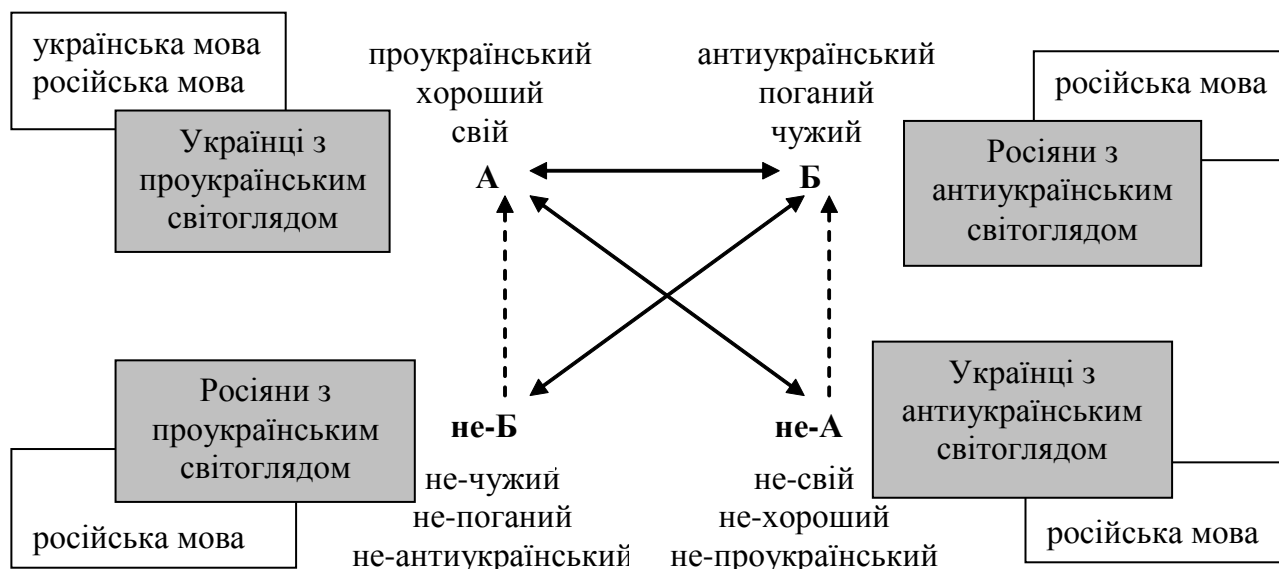 українська мова
російська мова
Українці з
проукраїнським
світоглядом
проукраїнський
хороший
свій
А
антиукраїнський
поганий
чужий
Б
російська мова
Росіяни з
антиукраїнським
світоглядом
Росіяни з
проукраїнським
світоглядом
російська мова
не-Б
не-чужий
не-поганий
не-антиукраїнський
не-А
не-свій
не-хороший
не-проукраїнський
Українці з
антиукраїнським
світоглядом
російська мова